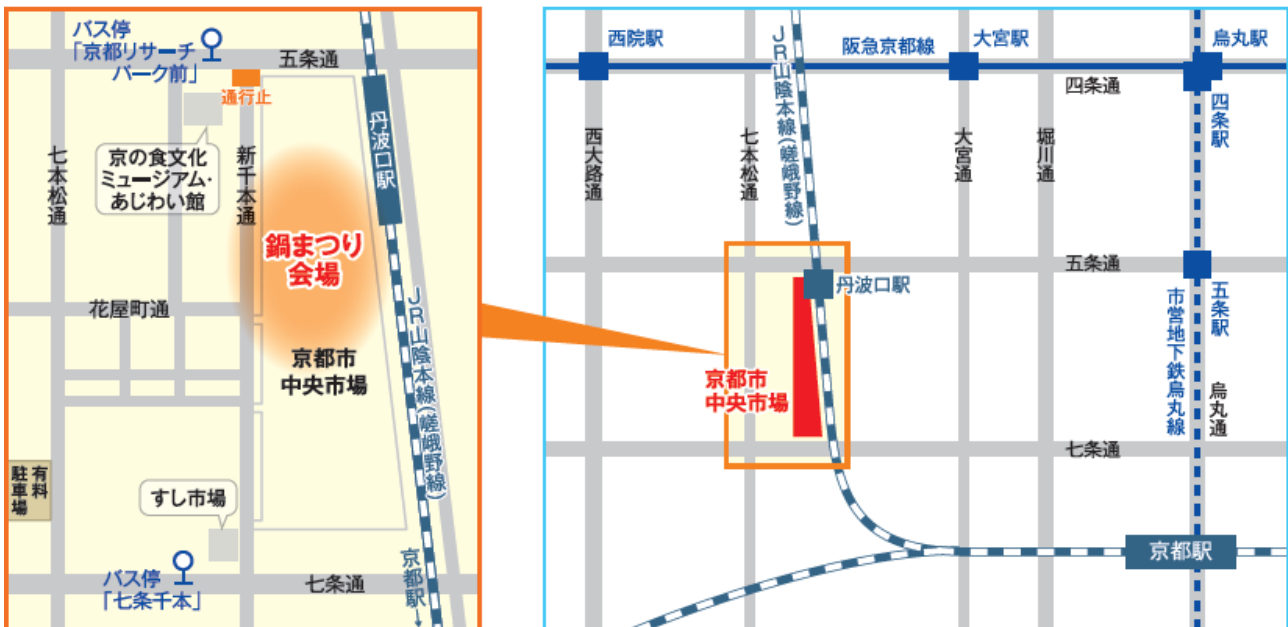 バス停
「京都リサーチ
パーク前」
五条通
通行止
丹波口駅
京の食文化
ミュージアム・
あじわい館
七本松通
新千本通
鍋まつり
会場
花屋町通
京都市
中央市場
JR山陰本線(嵯峨野線)
有料
駐車場
すし市場
バス停
「七条千本」
七条通
京都駅
西院駅
阪急京都線
大宮駅
烏丸駅
四条通
四条駅
JR山陰本線(嵯峨野線)
西大路通
七本松通
大宮通
堀川通
丹波口駅
五条通
五条駅
京都市
中央市場
市営地下鉄烏丸線
烏丸通
七条通
京都駅